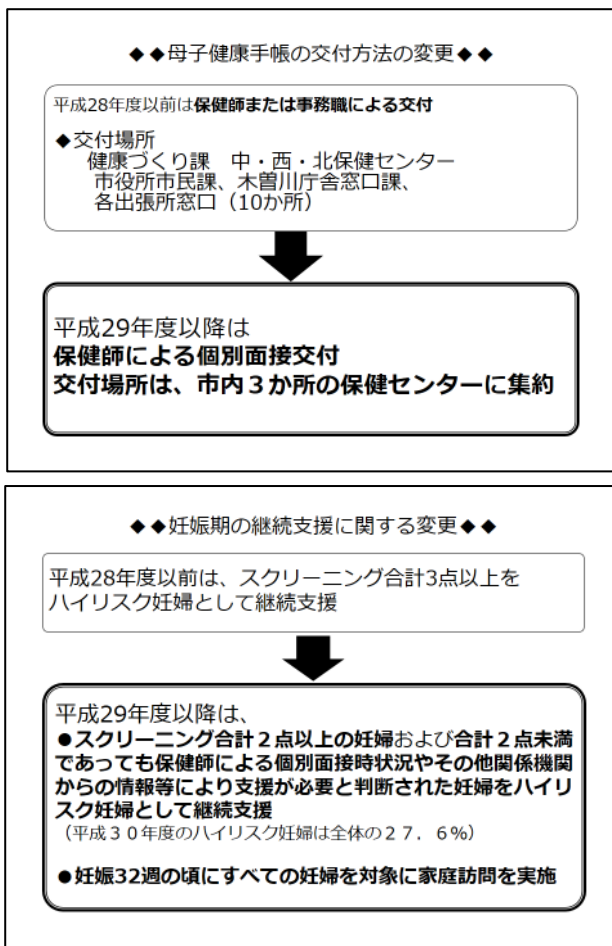 ◆◆母子健康手帳の交付方法の変更◆◆
平成28年度以前は保健師または事務職による交付
◆交付場所
健康づくり課　中・西・北保健センター
市役所市民課、木曽川庁舎窓口課、
各出張所窓口（10か所）
平成29年度以降は
保健師による個別面接交付
交付場所は、市内３か所の保健センターに集約
◆◆妊娠期の継続支援に関する変更◆◆
平成28年度以前は、スクリーニング合計3点以上を
ハイリスク妊婦として継続支援
平成29年度以降は、
●スクリーニング合計２点以上の妊婦および合計２点未満
であっても保健師による個別面接時状況やその他関係機関
からの情報等により支援が必要と判断された妊婦をハイリ
スク妊婦として継続支援
（平成３０年度のハイリスク妊婦は全体の２７．６%）
●妊娠32週の頃にすべての妊婦を対象に家庭訪問を実施